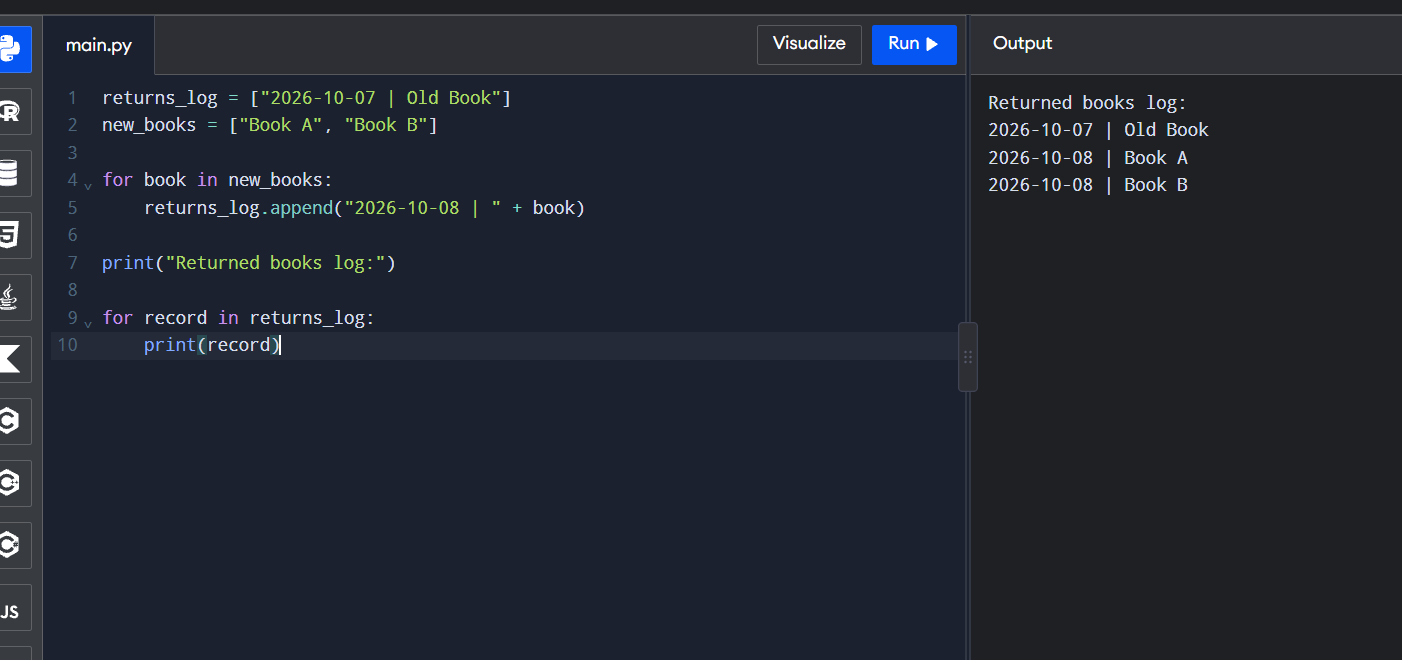 main.py
Visualize
Run
Output
1 returns_log = ["2026-10-07 | Old Book"]
2 new_books = ["Book A", "Book B"]
3
4 for book in new_books:
5     returns_log.append("2026-10-08 | " + book)
6
7 print("Returned books log:")
8
9 for record in returns_log:
10     print(record)
Returned books log:
2026-10-07 | Old Book
2026-10-08 | Book A
2026-10-08 | Book B
R
5
C
C
C#
JS